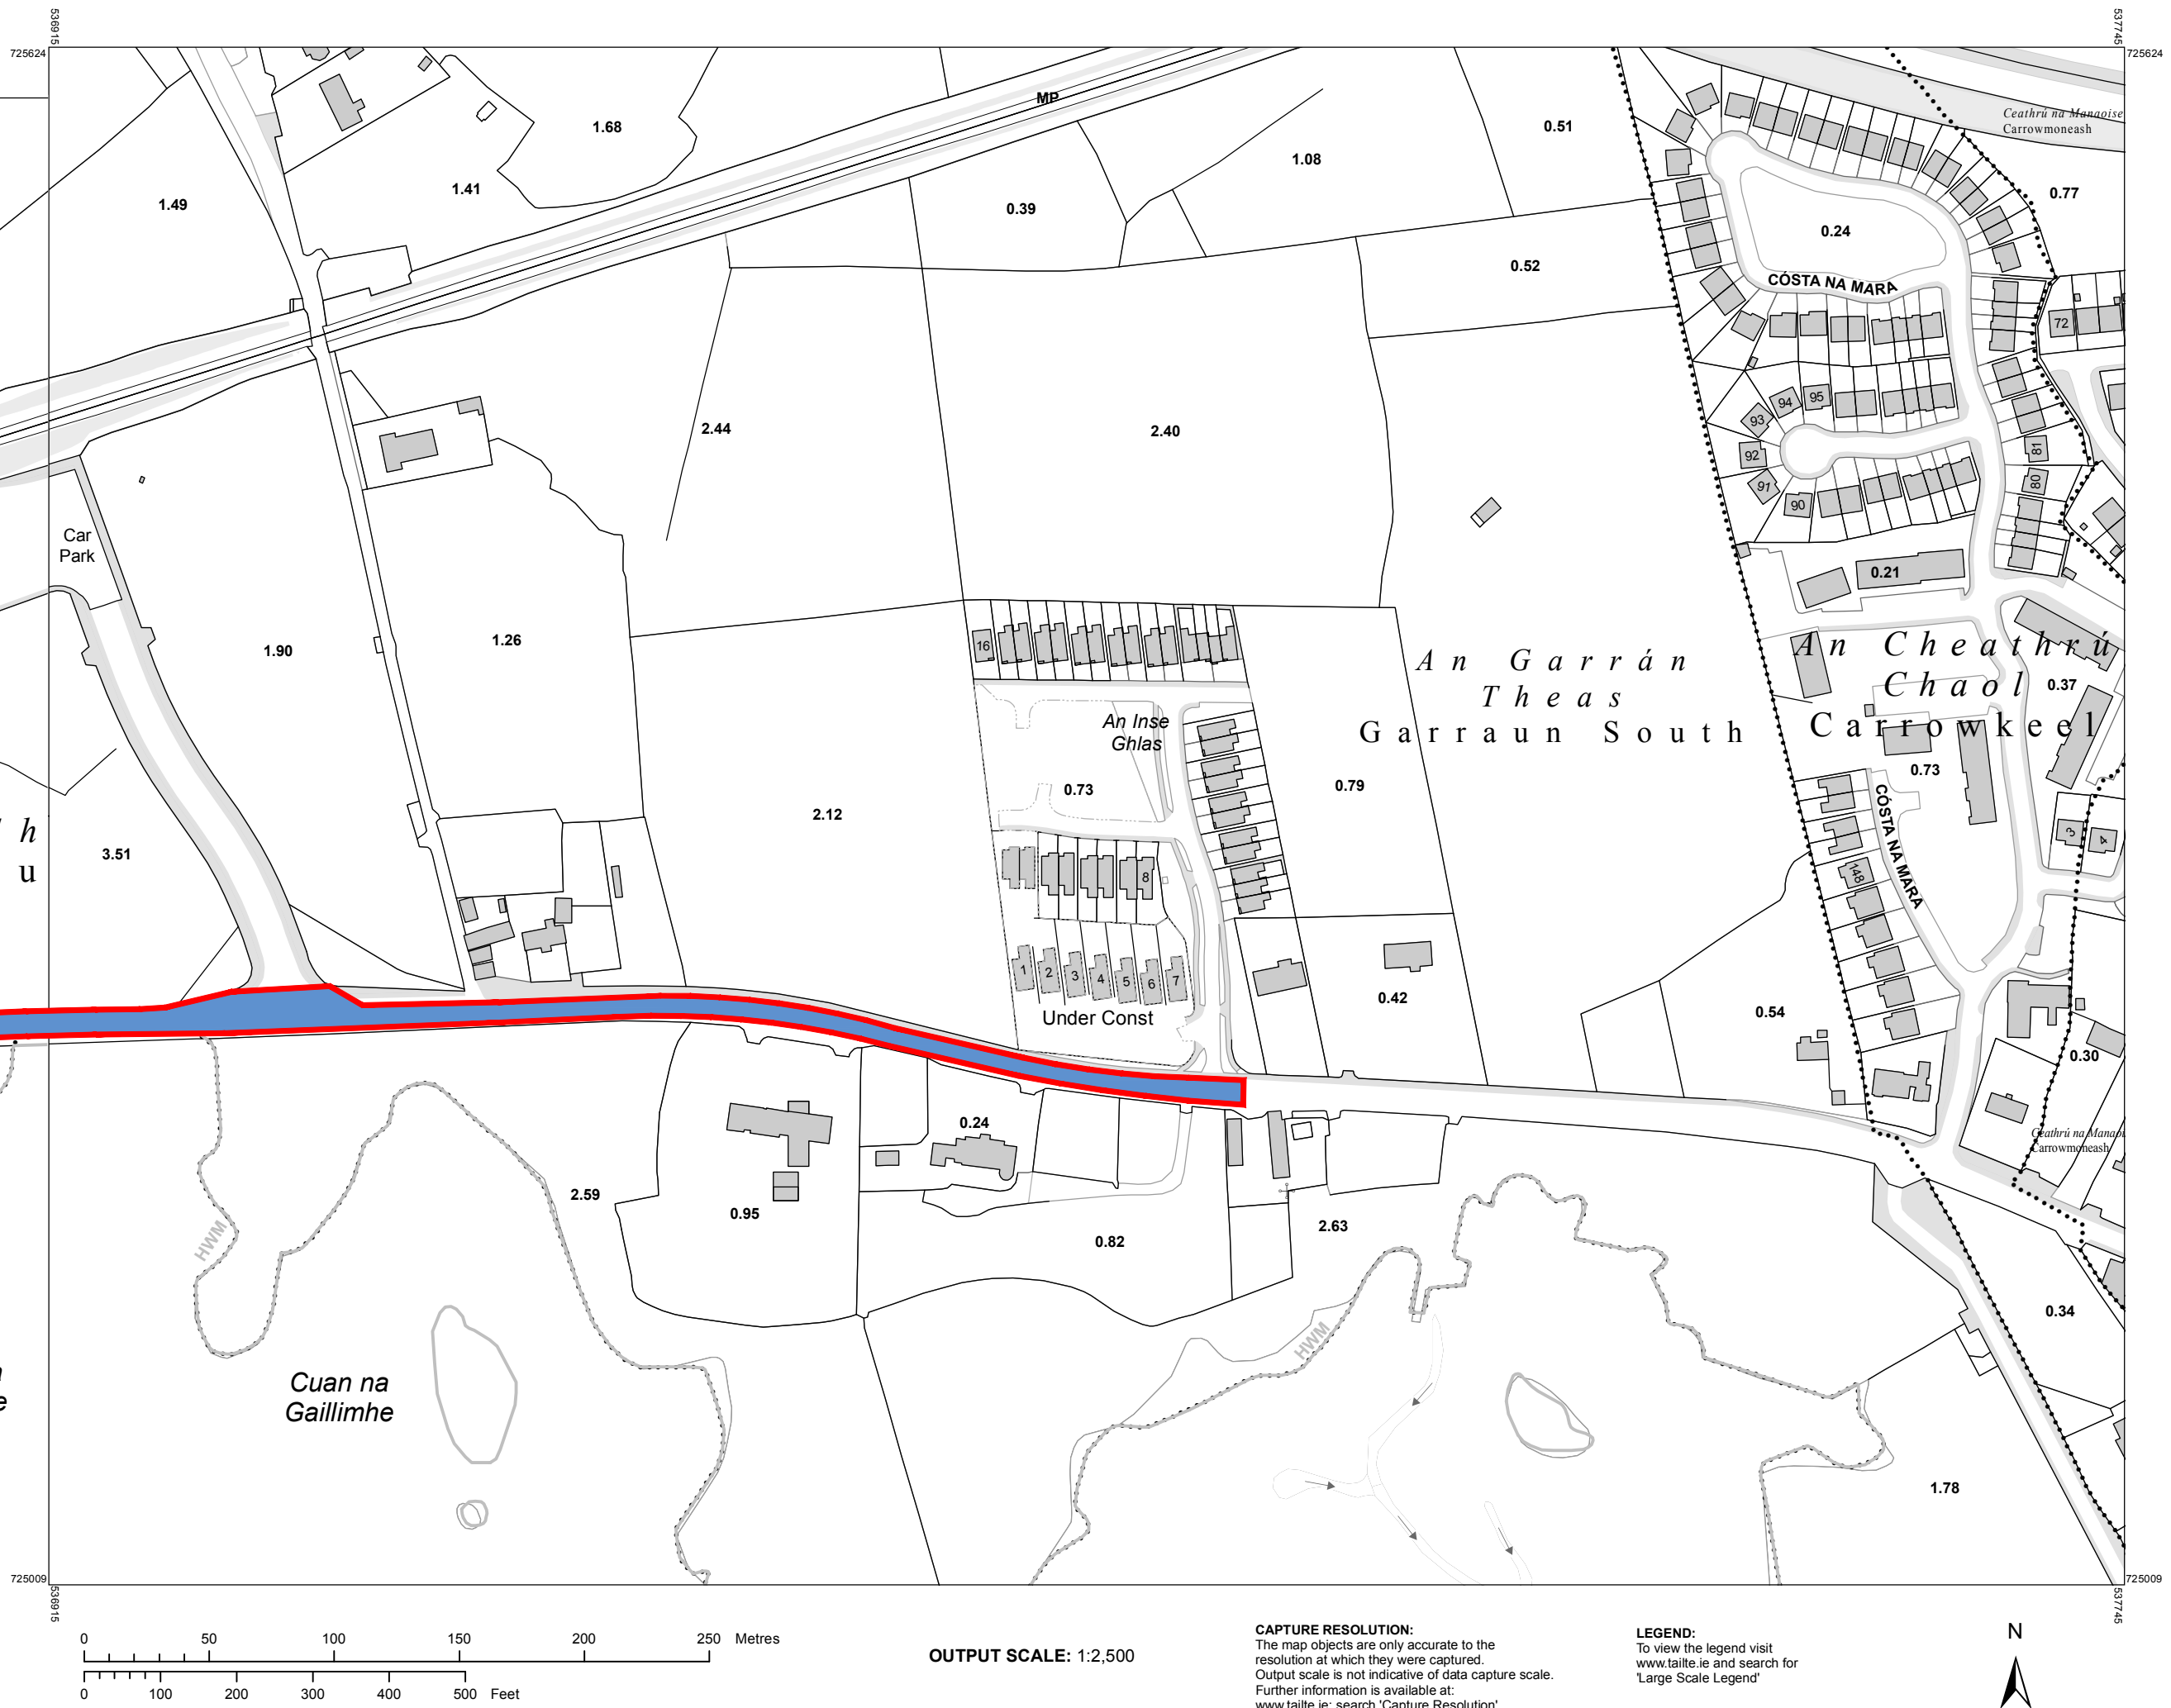 536915
537745
725624
725624
MP
Ceathrú na Manaoise
Carrowmoneash
1.68
0.51
1.08
1.41
1.49
0.39
0.77
0.24
0.52
CÓSTA NA MARA
72
2.44
2.40
95
94
93
92
91
90
81
80
Car
Park
0.21
1.90
1.26
16
An Garrán
Theas
Garraun South
An Cheathrú
Chaol
Carrowkeel
0.37
An Inse
Ghlas
0.73
0.79
0.73
2.12
h
u
3.51
CÓSTA NA MARA
3
4
148
8
1
2
3
4
5
6
7
Under Const
0.42
0.54
0.30
0.24
Ceathrú na Manaoi
Carrowmoneash
2.59
0.95
0.82
2.63
HWM
HWM
0.34
Cuan na
Gaillimhe
e
1.78
725009
725009
536915
537745
0 50 100 150 200 250 Metres
0 100 200 300 400 500 Feet
OUTPUT SCALE: 1:2,500
CAPTURE RESOLUTION:
The map objects are only accurate to the
resolution at which they were captured.
Output scale is not indicative of data capture scale.
Further information is available at:
www.tailte.ie; search 'Capture Resolution'
LEGEND:
To view the legend visit
www.tailte.ie and search for
'Large Scale Legend'
N